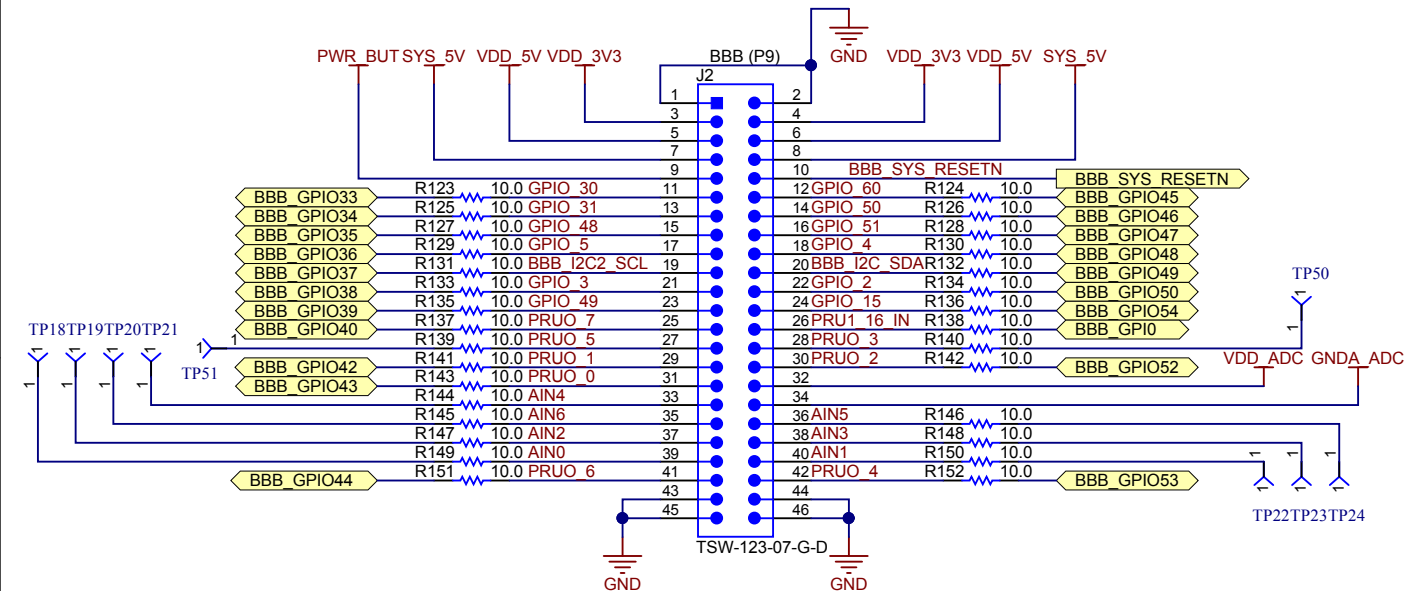 GND
PWR_BUT SYS_5V VDD_5V VDD_3V3 BBB (P9) VDD_3V3 VDD_5V SYS_5V
J2
1 2
3 4
5 6
7 8
9 10 BBB_SYS_RESETN BBB_SYS_RESETN
BBB_GPIO33 R123 10.0 GPIO_30 11 12 GPIO_60 R124 10.0 BBB_GPIO45
BBB_GPIO34 R125 10.0 GPIO_31 13 14 GPIO_50 R126 10.0 BBB_GPIO46
BBB_GPIO35 R127 10.0 GPIO_48 15 16 GPIO_51 R128 10.0 BBB_GPIO47
BBB_GPIO36 R129 10.0 GPIO_5 17 18 GPIO_4 R130 10.0 BBB_GPIO48
BBB_GPIO37 R131 10.0 BBB_I2C2_SCL 19 20 BBB_I2C_SDA R132 10.0 BBB_GPIO49
BBB_GPIO38 R133 10.0 GPIO_3 21 22 GPIO_2 R134 10.0 BBB_GPIO50
BBB_GPIO39 R135 10.0 GPIO_49 23 24 GPIO_15 R136 10.0 BBB_GPIO54
BBB_GPIO40 R137 10.0 PRUO_7 25 26 PRU1_16_IN R138 10.0 BBB_GPI0
TP50
1
1
TP18 TP19 TP20 TP21
1 1 1 1
TP51
1 1 R139 10.0 PRUO_5 27 28 PRUO_3 R140 10.0
BBB_GPIO42 R141 10.0 PRUO_1 29 30 PRUO_2 R142 10.0 BBB_GPIO52
VDD_ADC GNDA_ADC
BBB_GPIO43 R143 10.0 PRUO_0 31 32
R144 10.0 AIN4 33 34
R145 10.0 AIN6 35 36 AIN5 R146 10.0
R147 10.0 AIN2 37 38 AIN3 R148 10.0
R149 10.0 AIN0 39 40 AIN1 R150 10.0
BBB_GPIO44 R151 10.0 PRUO_6 41 42 PRUO_4 R152 10.0 BBB_GPIO53
1 1 1
1 1 1
TP22 TP23 TP24
43 44
45 46
TSW-123-07-G-D
GND GND